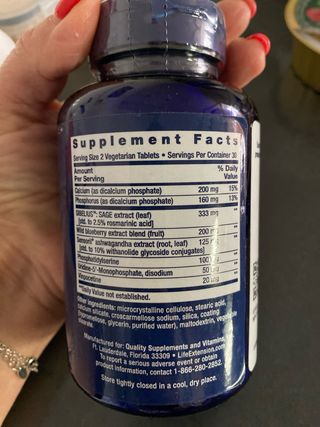 Supplement Facts
Serving Size 2 Vegetarian Tablets • Servings Per Container 30
Amount Per Serving
% Daily Value
Calcium (as dicalcium phosphate) 200 mg 15%
Phosphorus (as dicalcium phosphate) 160 mg 13%
SIBELIUS™: SAGE extract (leaf) 333 mg **
[std. to 2.5% rosmarinic acid]
Wild blueberry extract blend (fruit) 200 mg **
Sensoril® ashwagandha extract (root, leaf) 125 mg **
[std. to 10% withanolide glycoside conjugates]
Phosphatidylserine 100 mg **
Uridine-5'-Monophosphate, disodium 50 mg **
Vinpocetine 20 mg **
**Daily Value not established.
Other ingredients: microcrystalline cellulose, stearic acid,
calcium silicate, croscarmellose sodium, silica, coating
(hypromellose, glycerin, purified water), maltodextrin, vegetable
stearate.
Manufactured for: Quality Supplements and Vitamins,
Ft. Lauderdale, Florida 33309 • LifeExtension.com
To report a serious adverse event or obtain
product information, contact 1-866-280-2852.
Store tightly closed in a cool, dry place.